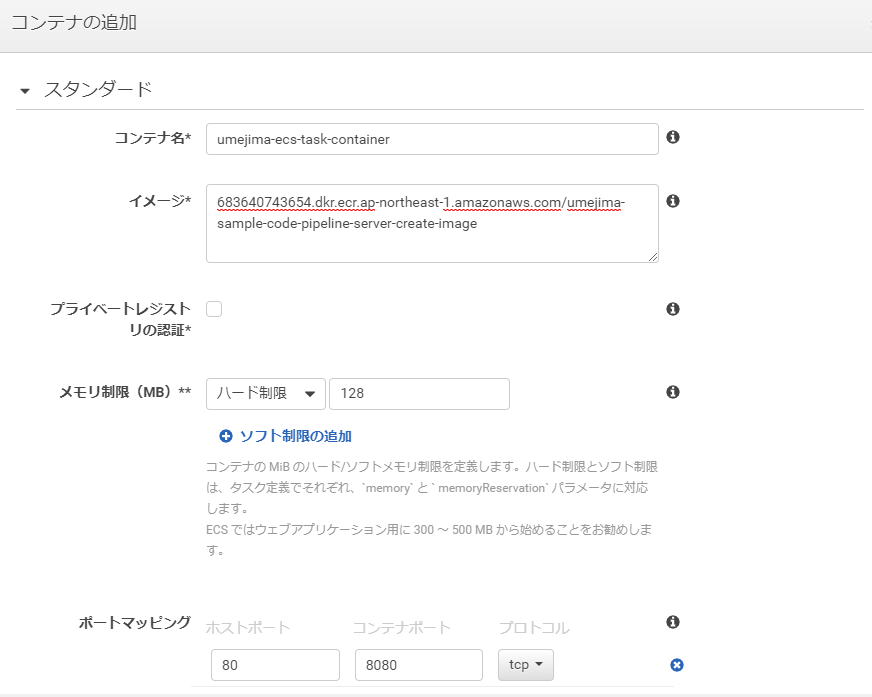 コンテナの追加
スタンダード
コンテナ名*
umejima-ecs-task-container
イメージ*
683640743654.dkr.ecr.ap-northeast-1.amazonaws.com/umejima-
sample-code-pipeline-server-create-image
プライベートレジスト
リの認証*
メモリ制限（MB）**
ハード制限
128
ソフト制限の追加
コンテナの MiB のハード/ソフトメモリ制限を定義します。ハード制限とソフト制限
は、タスク定義でそれぞれ、`memory` と ` memoryReservation` パラメータに対応
します。
ECS ではウェブアプリケーション用に 300 ～ 500 MB から始めることをお勧めしま
す。
ポートマッピング
ホストポート
コンテナポート
プロトコル
80
8080
tcp